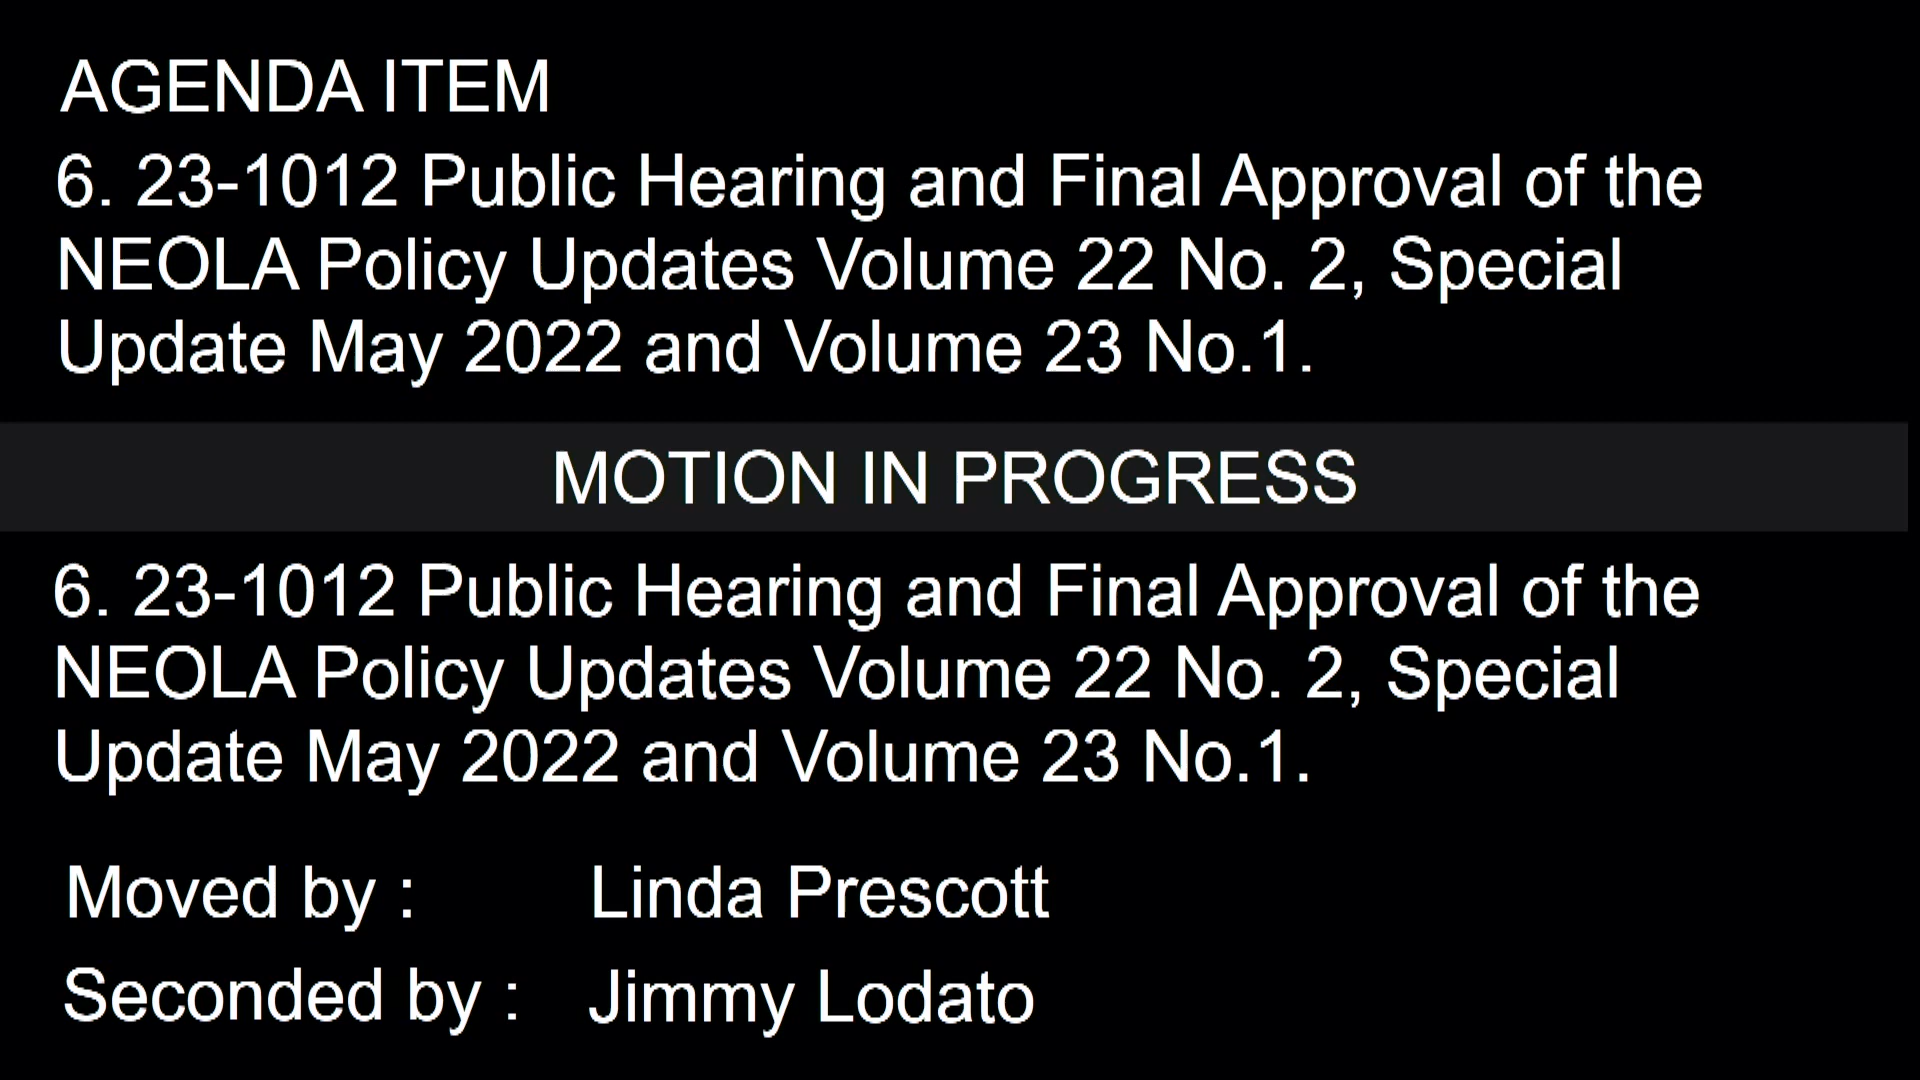 AGENDA ITEM
6. 23-1012 Public Hearing and Final Approval of the
NEOLA Policy Updates Volume 22 No. 2, Special
Update May 2022 and Volume 23 No.1.
MOTION IN PROGRESS
6. 23-1012 Public Hearing and Final Approval of the
NEOLA Policy Updates Volume 22 No. 2, Special
Update May 2022 and Volume 23 No.1.
Moved by : Linda Prescott
Seconded by : Jimmy Lodato